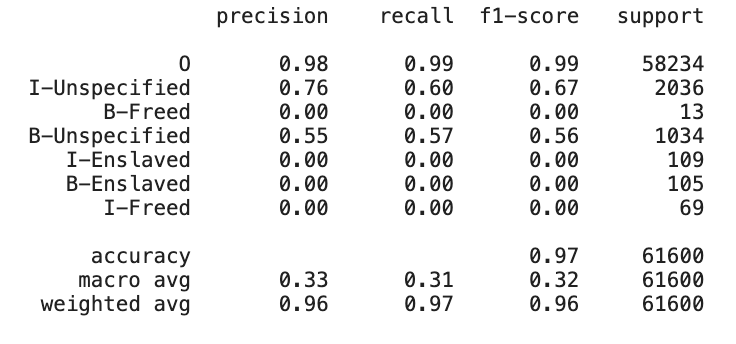 precision recall f1-score support
O 0.98 0.99 0.99 58234
I-Unspecified 0.76 0.60 0.67 2036
B-Freed 0.00 0.00 0.00 13
B-Unspecified 0.55 0.57 0.56 1034
I-Enslaved 0.00 0.00 0.00 109
B-Enslaved 0.00 0.00 0.00 105
I-Freed 0.00 0.00 0.00 69
accuracy 0.97 61600
macro avg 0.33 0.31 0.32 61600
weighted avg 0.96 0.97 0.96 61600